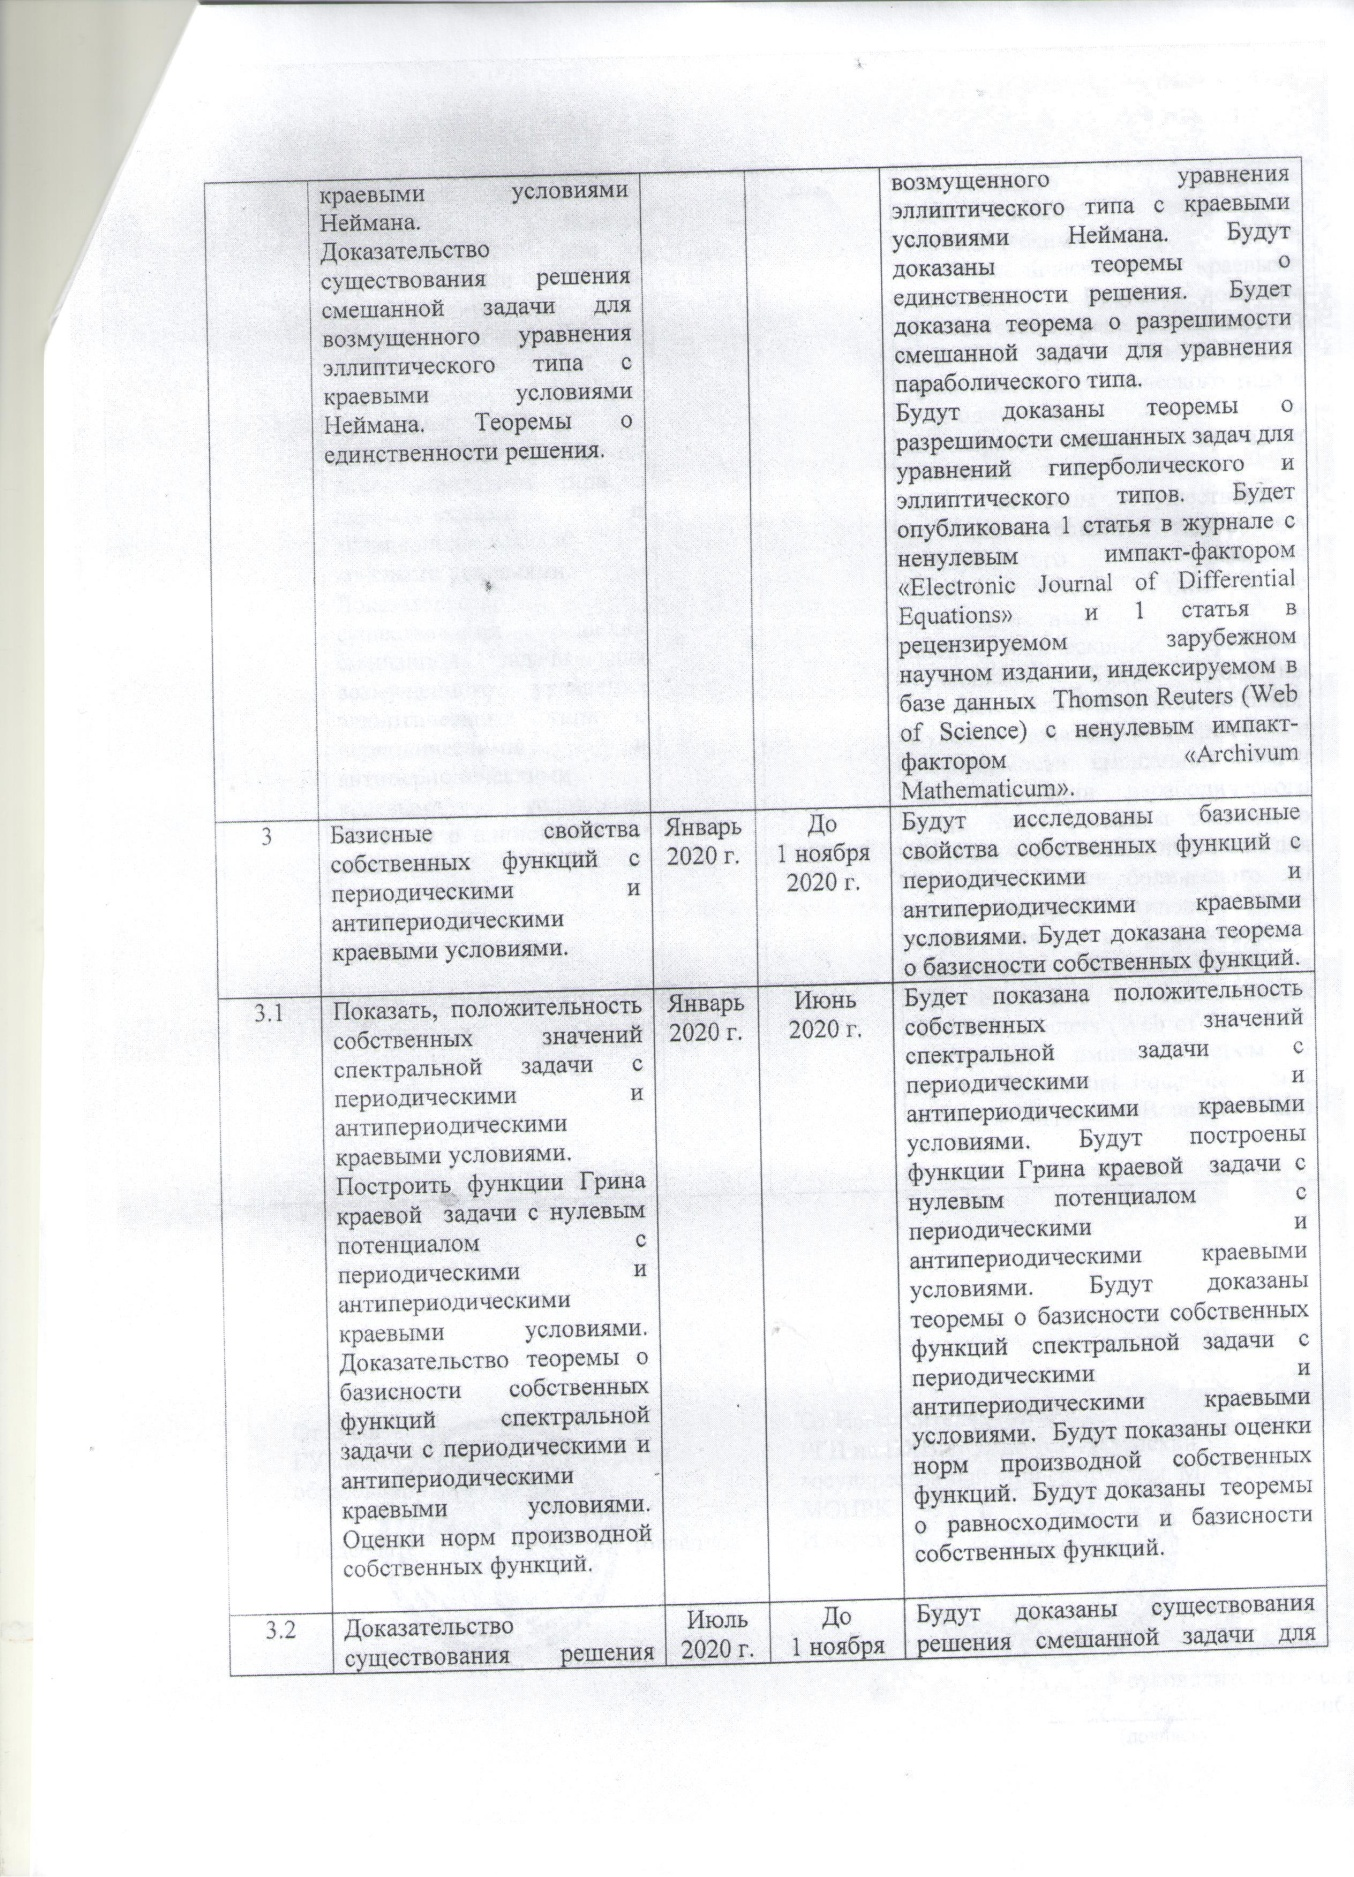 краевыми условиями
Неймана.
Доказательство
существования решения
смешанной задачи для
возмущенного уравнения
эллиптического типа с
краевыми условиями
Неймана. Теоремы о
единственности решения.
возмущенного уравнения
эллиптического типа с краевыми
условиями Неймана. Будут
доказаны теоремы о
единственности решения. Будет
доказана теорема о разрешимости
смешанной задачи для уравнения
параболического типа.
Будут доказаны теоремы о
разрешимости смешанных задач для
уравнений гиперболического и
эллиптического типов. Будет
опубликована 1 статья в журнале с
ненулевым импакт-фактором
«Electronic Journal of Differential
Equations» и 1 статья в
рецензируемом зарубежном
научном издании, индексируемом в
базе данных Thomson Reuters (Web
of Science) с ненулевым импакт-
фактором «Archivum
Mathematicum».
3
Базисные свойства
собственных функций с
периодическими и
антипериодическими
краевыми условиями.
Январь
2020 г.
До
1 ноября
2020 г.
Будут исследованы базисные
свойства собственных функций с
периодическими и
антипериодическими краевыми
условиями. Будет доказана теорема
о базисности собственных функций.
3.1
Показать, положительность
собственных значений
спектральной задачи с
периодическими и
антипериодическими
краевыми условиями.
Построить функции Грина
краевой задачи с нулевым
потенциалом с
периодическими и
антипериодическими
краевыми условиями.
Доказательство теоремы о
базисности собственных
функций спектральной
задачи с периодическими и
антипериодическими
краевыми условиями.
Оценки норм производной
собственных функций.
Январь
2020 г.
Июнь
2020 г.
Будет показана положительность
собственных значений
спектральной задачи с
периодическими и
антипериодическими краевыми
условиями. Будут построены
функции Грина краевой задачи с
нулевым потенциалом с
периодическими и
антипериодическими краевыми
условиями. Будут доказаны
теоремы о базисности собственных
функций спектральной задачи с
периодическими и
антипериодическими краевыми
условиями. Будут показаны оценки
норм производной собственных
функций. Будут доказаны теоремы
о равносходимости и базисности
собственных функций.
3.2
Доказательство
существования решения
Июль
2020 г.
До
1 ноября
Будут доказаны существования
решения смешанной задачи для